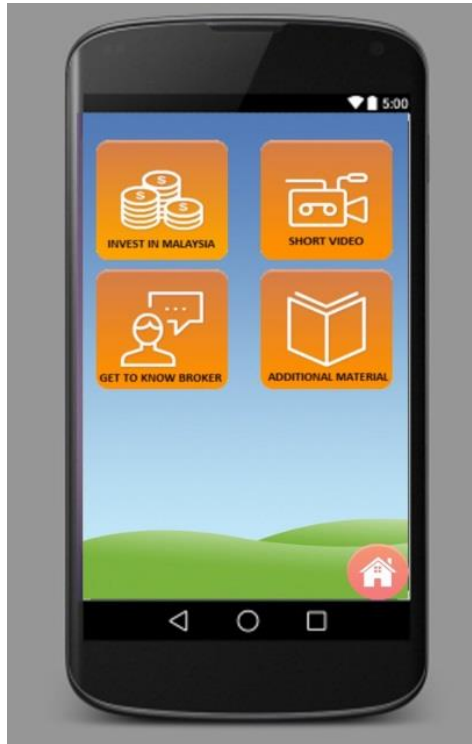 5:00
INVEST IN MALAYSIA
SHORT VIDEO
GET TO KNOW BROKER
ADDITIONAL MATERIAL